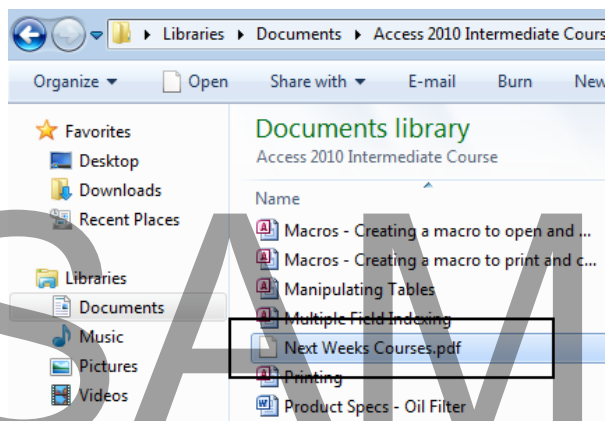 Libraries Documents Access 2010 Intermediate Cours
Organize Open Share with E-mail Burn New
Favorites
Desktop
Downloads
Recent Places
Libraries
Documents
Music
Pictures
Videos
Documents library
Access 2010 Intermediate Course
Name
Macros - Creating a macro to open and ...
Macros - Creating a macro to print and c...
Manipulating Tables
Multiple Field Indexing
Next Weeks Courses.pdf
Printing
Product Specs - Oil Filter
SAM